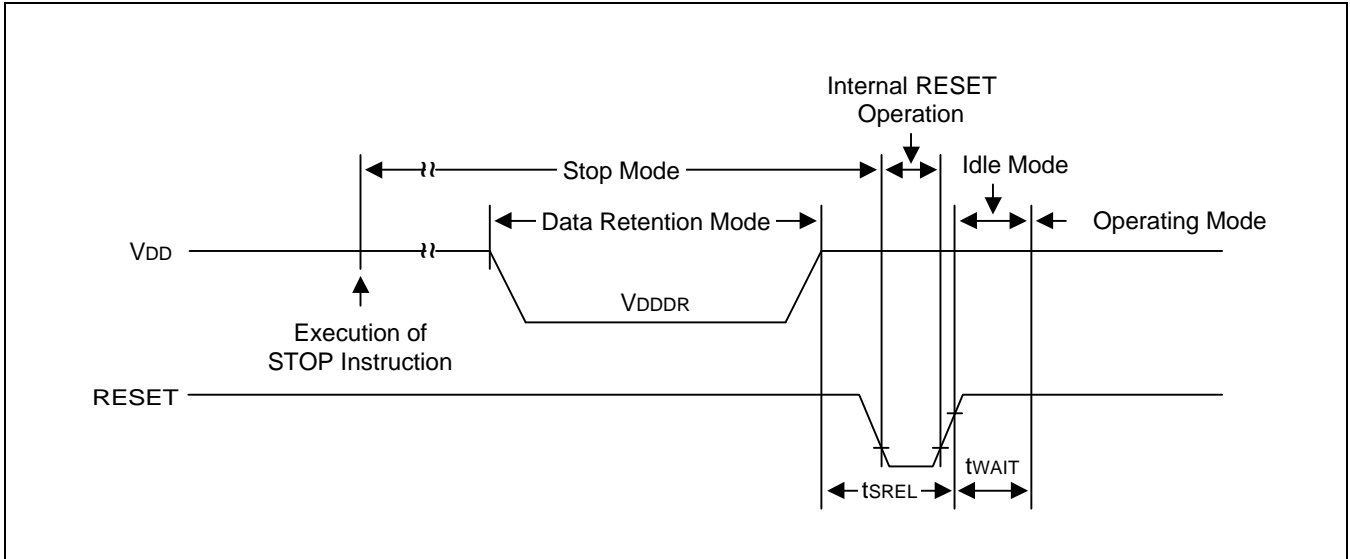 Internal RESET
Operation
Stop Mode
Idle Mode
Data Retention Mode
Operating Mode
VDD
VDDDR
Execution of
STOP Instruction
RESET
tWAIT
tSREL